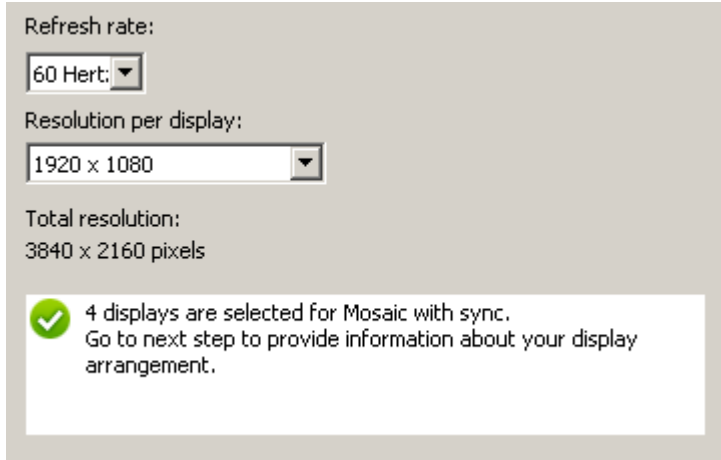 Refresh rate:
60 Hert:
Resolution per display:
1920 x 1080
Total resolution:
3840 x 2160 pixels
4 displays are selected for Mosaic with sync.
Go to next step to provide information about your display
arrangement.